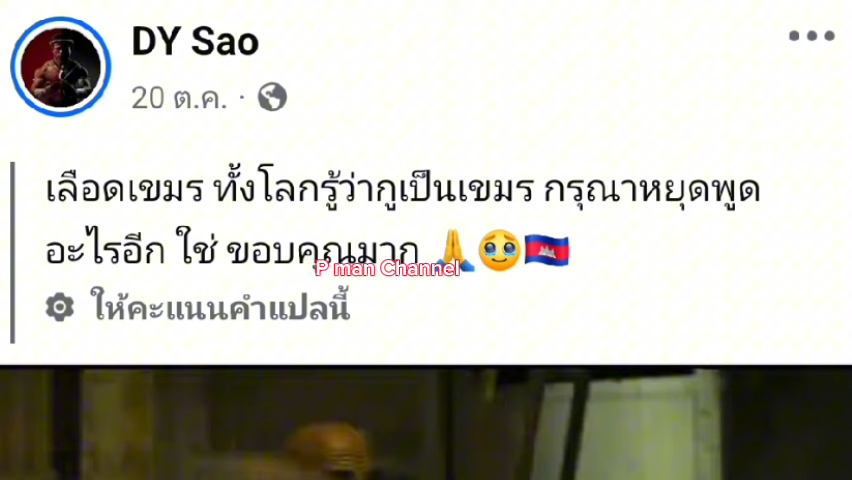 DY Sao
20 ต.ค. ·
เลือดเขมร ทั้งโลกรู้ว่ากูเป็นเขมร กรุณาหยุดพูด
อะไรอีก ใช่ ขอบคุณมาก 🙏🥹🇰🇭
P man Channel
ให้คะแนนคำแปลนี้